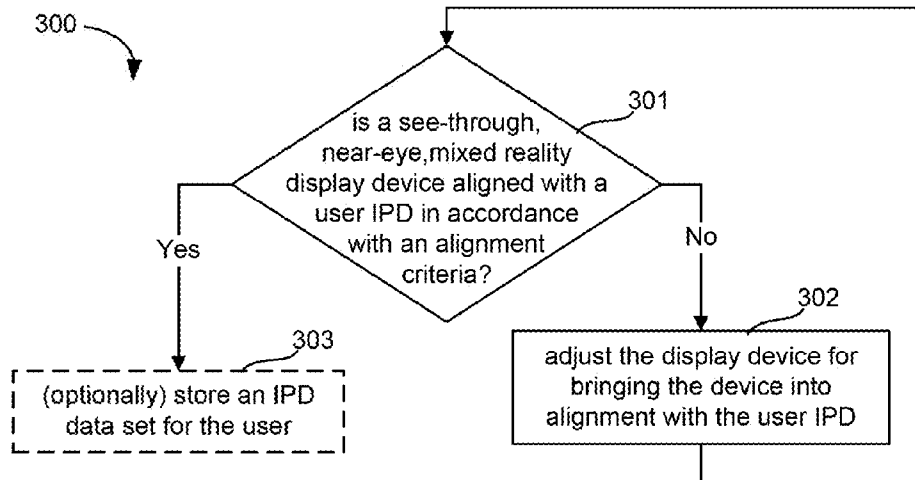 300
301
is a see-through,
near-eye,mixed reality
display device aligned with a
user IPD in accordance
with an alignment
criteria?
Yes
No
303
302
(optionally) store an IPD
data set for the user
adjust the display device for
bringing the device into
alignment with the user IPD